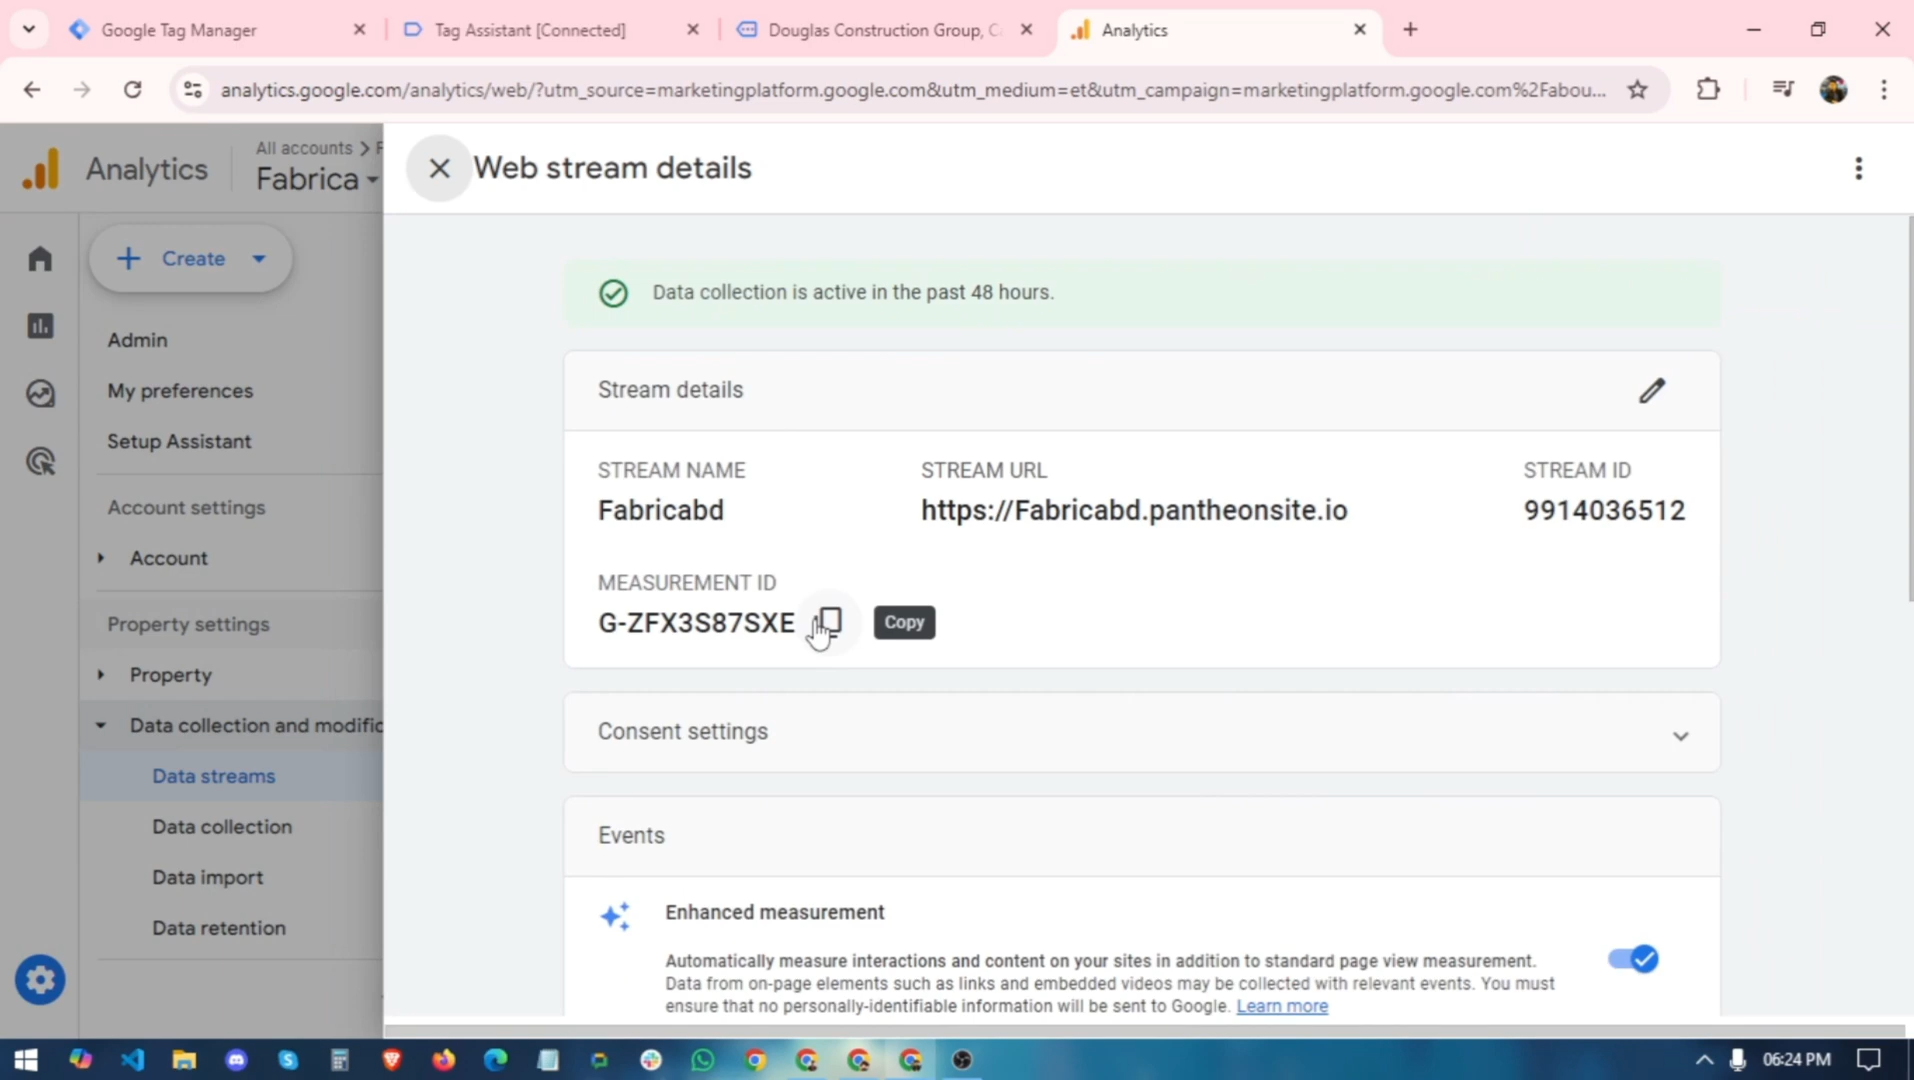 Google Tag Manager
Tag Assistant [Connected]
Douglas Construction Group, C
Analytics
analytics.google.com/analytics/web/?utm_source=marketingplatform.google.com&utm_medium=et&utm_campaign=marketingplatform.google.com%2Fabou...
Analytics
All accounts > F
Fabrica
Web stream details
Create
Admin
My preferences
Setup Assistant
Account settings
Account
Property settings
Property
Data collection and modific
Data streams
Data collection
Data import
Data retention
Data collection is active in the past 48 hours.
Stream details
STREAM NAME
Fabricabd
STREAM URL
https://Fabricabd.pantheonsite.io
STREAM ID
9914036512
MEASUREMENT ID
G-ZFX3S87SXE
Copy
Consent settings
Events
Enhanced measurement
Automatically measure interactions and content on your sites in addition to standard page view measurement.
Data from on-page elements such as links and embedded videos may be collected with relevant events. You must
ensure that no personally-identifiable information will be sent to Google. Learn more
06:24 PM